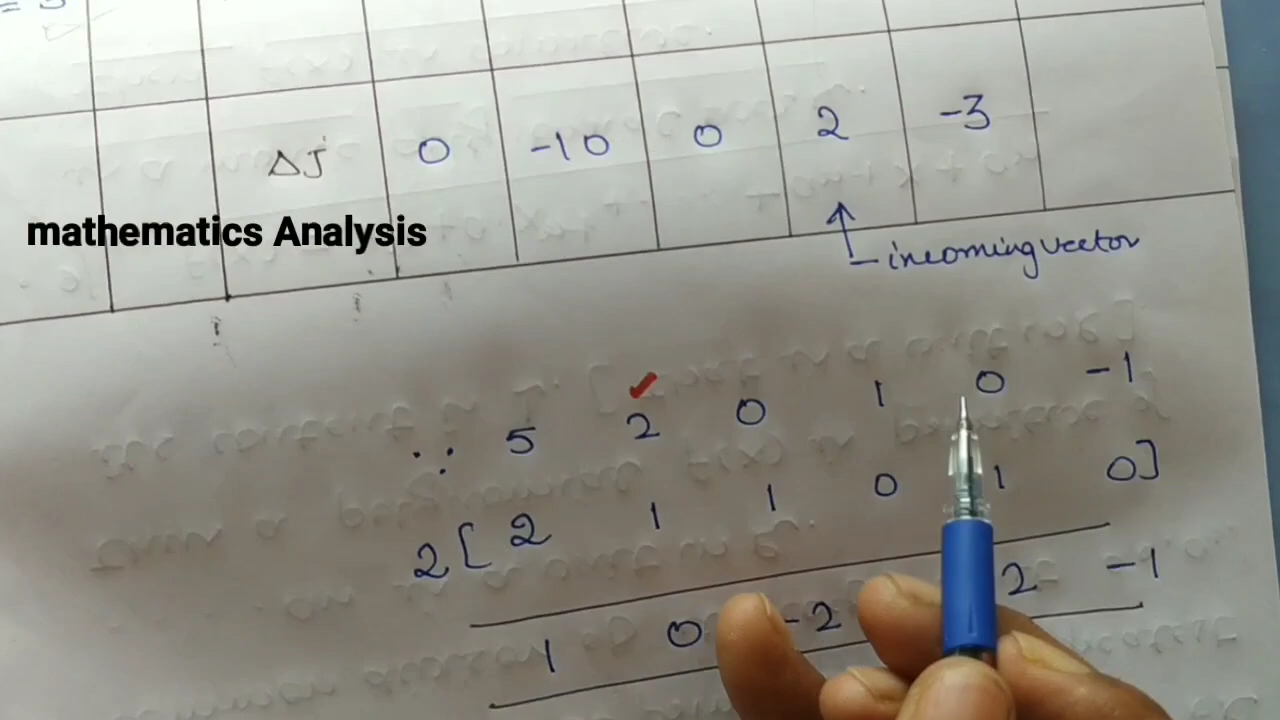 = 3
ΔJ 0 -10 0 2 -3
mathematics Analysis
↑ incoming vector
∵ 5 2 0 1 0 -1
2 [ 2 1 1 0 1 0 ]
1 0 -2 2 -1